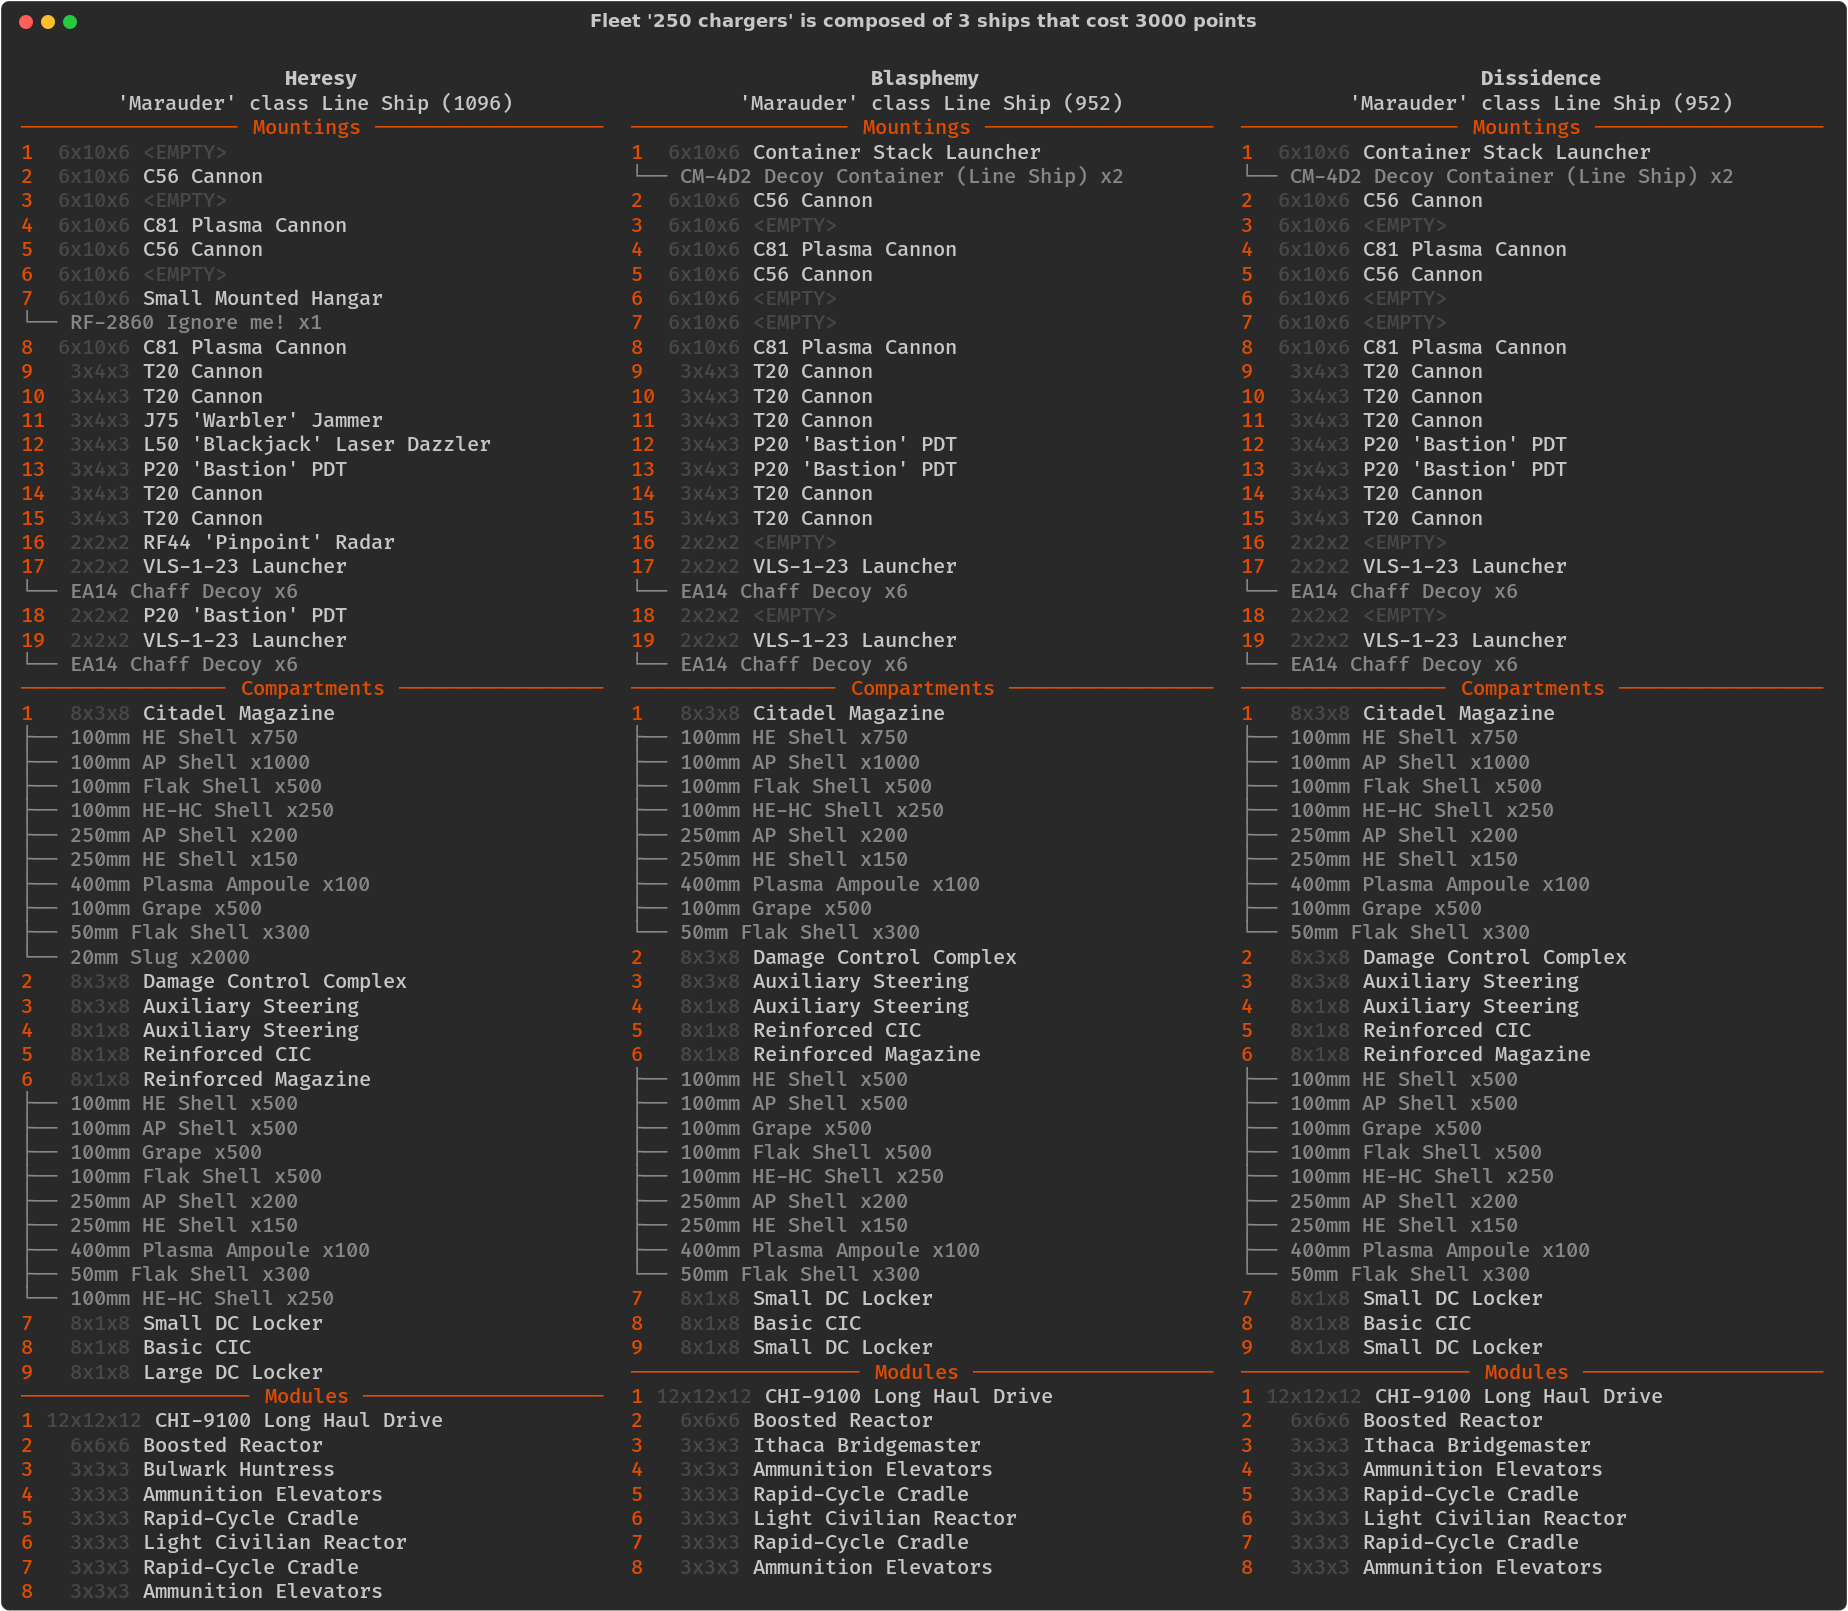 Fleet '250 chargers' is composed of 3 ships that cost 3000 points
Heresy
'Marauder' class Line Ship (1096)
Mountings
1 6x10x6 <EMPTY>
2 6x10x6 C56 Cannon
3 6x10x6 <EMPTY>
4 6x10x6 C81 Plasma Cannon
5 6x10x6 C56 Cannon
6 6x10x6 <EMPTY>
7 6x10x6 Small Mounted Hangar
└── RF-2860 Ignore me! x1
8 6x10x6 C81 Plasma Cannon
9 3x4x3 T20 Cannon
10 3x4x3 T20 Cannon
11 3x4x3 J75 'Warbler' Jammer
12 3x4x3 L50 'Blackjack' Laser Dazzler
13 3x4x3 P20 'Bastion' PDT
14 3x4x3 T20 Cannon
15 3x4x3 T20 Cannon
16 2x2x2 RF44 'Pinpoint' Radar
17 2x2x2 VLS-1-23 Launcher
└── EA14 Chaff Decoy x6
18 2x2x2 P20 'Bastion' PDT
19 2x2x2 VLS-1-23 Launcher
└── EA14 Chaff Decoy x6
Compartments
1 8x3x8 Citadel Magazine
├── 100mm HE Shell x750
├── 100mm AP Shell x1000
├── 100mm Flak Shell x500
├── 100mm HE-HC Shell x250
├── 250mm AP Shell x200
├── 250mm HE Shell x150
├── 400mm Plasma Ampoule x100
├── 100mm Grape x500
├── 50mm Flak Shell x300
└── 20mm Slug x2000
2 8x3x8 Damage Control Complex
3 8x3x8 Auxiliary Steering
4 8x1x8 Auxiliary Steering
5 8x1x8 Reinforced CIC
6 8x1x8 Reinforced Magazine
├── 100mm HE Shell x500
├── 100mm AP Shell x500
├── 100mm Grape x500
├── 100mm Flak Shell x500
├── 250mm AP Shell x200
├── 250mm HE Shell x150
├── 400mm Plasma Ampoule x100
├── 50mm Flak Shell x300
└── 100mm HE-HC Shell x250
7 8x1x8 Small DC Locker
8 8x1x8 Basic CIC
9 8x1x8 Large DC Locker
Modules
1 12x12x12 CHI-9100 Long Haul Drive
2 6x6x6 Boosted Reactor
3 3x3x3 Bulwark Huntress
4 3x3x3 Ammunition Elevators
5 3x3x3 Rapid-Cycle Cradle
6 3x3x3 Light Civilian Reactor
7 3x3x3 Rapid-Cycle Cradle
8 3x3x3 Ammunition Elevators
Blasphemy
'Marauder' class Line Ship (952)
Mountings
1 6x10x6 Container Stack Launcher
└── CM-4D2 Decoy Container (Line Ship) x2
2 6x10x6 C56 Cannon
3 6x10x6 <EMPTY>
4 6x10x6 C81 Plasma Cannon
5 6x10x6 C56 Cannon
6 6x10x6 <EMPTY>
7 6x10x6 <EMPTY>
8 6x10x6 C81 Plasma Cannon
9 3x4x3 T20 Cannon
10 3x4x3 T20 Cannon
11 3x4x3 T20 Cannon
12 3x4x3 P20 'Bastion' PDT
13 3x4x3 P20 'Bastion' PDT
14 3x4x3 T20 Cannon
15 3x4x3 T20 Cannon
16 2x2x2 <EMPTY>
17 2x2x2 VLS-1-23 Launcher
└── EA14 Chaff Decoy x6
18 2x2x2 <EMPTY>
19 2x2x2 VLS-1-23 Launcher
└── EA14 Chaff Decoy x6
Compartments
1 8x3x8 Citadel Magazine
├── 100mm HE Shell x750
├── 100mm AP Shell x1000
├── 100mm Flak Shell x500
├── 100mm HE-HC Shell x250
├── 250mm AP Shell x200
├── 250mm HE Shell x150
├── 400mm Plasma Ampoule x100
├── 100mm Grape x500
└── 50mm Flak Shell x300
2 8x3x8 Damage Control Complex
3 8x3x8 Auxiliary Steering
4 8x1x8 Auxiliary Steering
5 8x1x8 Reinforced CIC
6 8x1x8 Reinforced Magazine
├── 100mm HE Shell x500
├── 100mm AP Shell x500
├── 100mm Grape x500
├── 100mm Flak Shell x500
├── 100mm HE-HC Shell x250
├── 250mm AP Shell x200
├── 250mm HE Shell x150
├── 400mm Plasma Ampoule x100
└── 50mm Flak Shell x300
7 8x1x8 Small DC Locker
8 8x1x8 Basic CIC
9 8x1x8 Small DC Locker
Modules
1 12x12x12 CHI-9100 Long Haul Drive
2 6x6x6 Boosted Reactor
3 3x3x3 Ithaca Bridgemaster
4 3x3x3 Ammunition Elevators
5 3x3x3 Rapid-Cycle Cradle
6 3x3x3 Light Civilian Reactor
7 3x3x3 Rapid-Cycle Cradle
8 3x3x3 Ammunition Elevators
Dissidence
'Marauder' class Line Ship (952)
Mountings
1 6x10x6 Container Stack Launcher
└── CM-4D2 Decoy Container (Line Ship) x2
2 6x10x6 C56 Cannon
3 6x10x6 <EMPTY>
4 6x10x6 C81 Plasma Cannon
5 6x10x6 C56 Cannon
6 6x10x6 <EMPTY>
7 6x10x6 <EMPTY>
8 6x10x6 C81 Plasma Cannon
9 3x4x3 T20 Cannon
10 3x4x3 T20 Cannon
11 3x4x3 T20 Cannon
12 3x4x3 P20 'Bastion' PDT
13 3x4x3 P20 'Bastion' PDT
14 3x4x3 T20 Cannon
15 3x4x3 T20 Cannon
16 2x2x2 <EMPTY>
17 2x2x2 VLS-1-23 Launcher
└── EA14 Chaff Decoy x6
18 2x2x2 <EMPTY>
19 2x2x2 VLS-1-23 Launcher
└── EA14 Chaff Decoy x6
Compartments
1 8x3x8 Citadel Magazine
├── 100mm HE Shell x750
├── 100mm AP Shell x1000
├── 100mm Flak Shell x500
├── 100mm HE-HC Shell x250
├── 250mm AP Shell x200
├── 250mm HE Shell x150
├── 400mm Plasma Ampoule x100
├── 100mm Grape x500
└── 50mm Flak Shell x300
2 8x3x8 Damage Control Complex
3 8x3x8 Auxiliary Steering
4 8x1x8 Auxiliary Steering
5 8x1x8 Reinforced CIC
6 8x1x8 Reinforced Magazine
├── 100mm HE Shell x500
├── 100mm AP Shell x500
├── 100mm Grape x500
├── 100mm Flak Shell x500
├── 100mm HE-HC Shell x250
├── 250mm AP Shell x200
├── 250mm HE Shell x150
├── 400mm Plasma Ampoule x100
└── 50mm Flak Shell x300
7 8x1x8 Small DC Locker
8 8x1x8 Basic CIC
9 8x1x8 Small DC Locker
Modules
1 12x12x12 CHI-9100 Long Haul Drive
2 6x6x6 Boosted Reactor
3 3x3x3 Ithaca Bridgemaster
4 3x3x3 Ammunition Elevators
5 3x3x3 Rapid-Cycle Cradle
6 3x3x3 Light Civilian Reactor
7 3x3x3 Rapid-Cycle Cradle
8 3x3x3 Ammunition Elevators